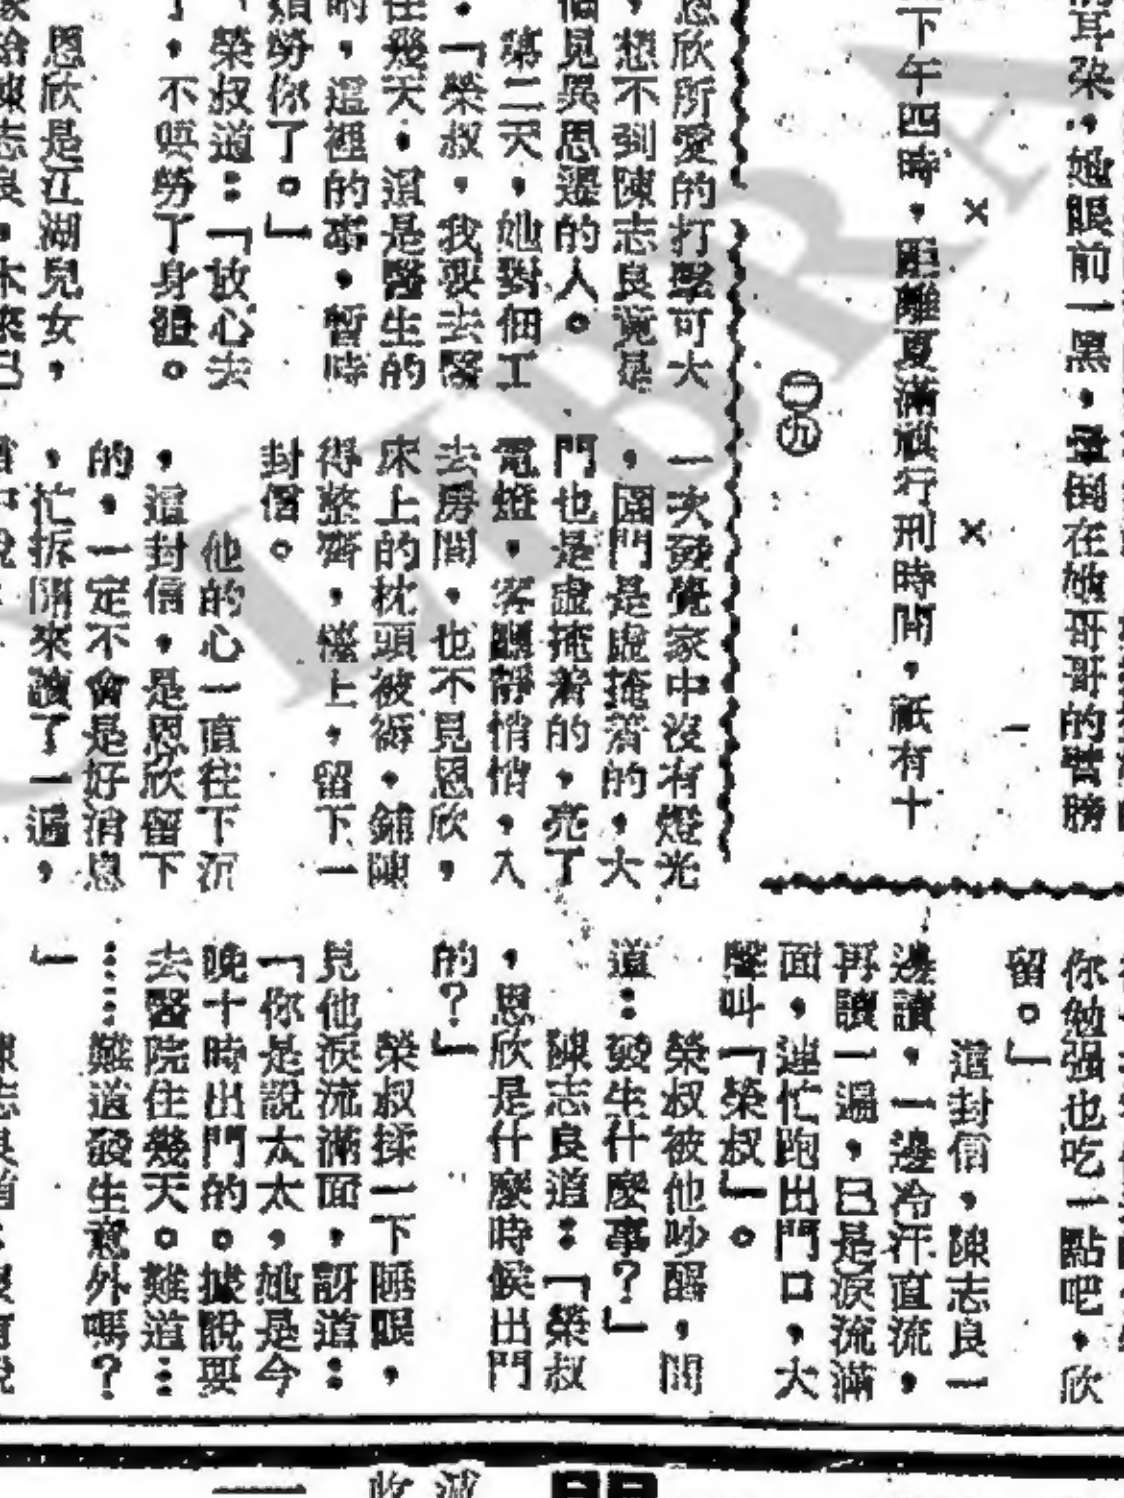 耳朶，她眼前一黑，暈倒在她哥哥的臂膀
下午四時，距離夏滿行刑時間，祇有十
× ×
㊁㊈
恩欣所愛的打擊可大
，想不到陳志良竟是
個見異思遷的人。
第二天，她對個工
「榮叔，我要去醫
住幾天，這是醫生的
，這裡的事，暫時
煩勞你了。」
榮叔道：「放心去
，不要勞了身體。
恩欣是江湖兒女，
陳志良，本來已
一次發覺家中沒有燈光
，園門是虛掩着的，大
門也是虛掩着的，亮了
電燈，客廳靜悄悄，入
去房間，也不見恩欣，
床上的枕頭被褥，鋪陳
得整齊，檯上，留下一
封信。
他的心一直往下沉
，這封信，是恩欣留下
的，一定不會是好消息
，忙拆開來讀了一遍，
你勉强也吃一點吧，欣
留。」
這封信，陳志良一
邊讀，一邊冷汗直流，
再讀一遍，已是淚流滿
面，連忙跑出門口，大
聲叫「榮叔」。
榮叔被他吵醒，問
道：發生什麼事？」
陳志良道：「榮叔
，恩欣是什麼時候出門
的？」
榮叔揉一下睡眼，
見他淚流滿面，訝道：
「你是說太太，她是今
晚十時出門的。據說要
去醫院住幾天。難道…
……難道發生意外嗎？
」
減 收
LIBRA